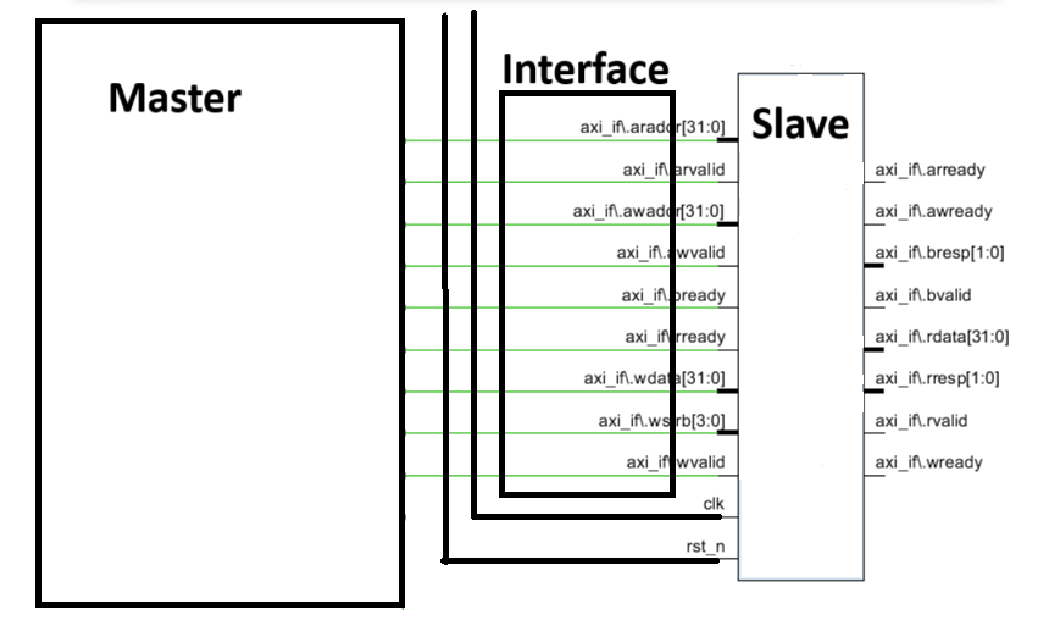 Master
Interface
Slave
axi_if\.araddr[31:0]
axi_if\.arvalid
axi_if\.awaddr[31:0]
axi_if\.awvalid
axi_if\.bready
axi_if\.rready
axi_if\.wdata[31:0]
axi_if\.wstrb[3:0]
axi_if\.wvalid
clk
rst_n
axi_if\.arready
axi_if\.awready
axi_if\.bresp[1:0]
axi_if\.bvalid
axi_if\.rdata[31:0]
axi_if\.rresp[1:0]
axi_if\.rvalid
axi_if\.wready